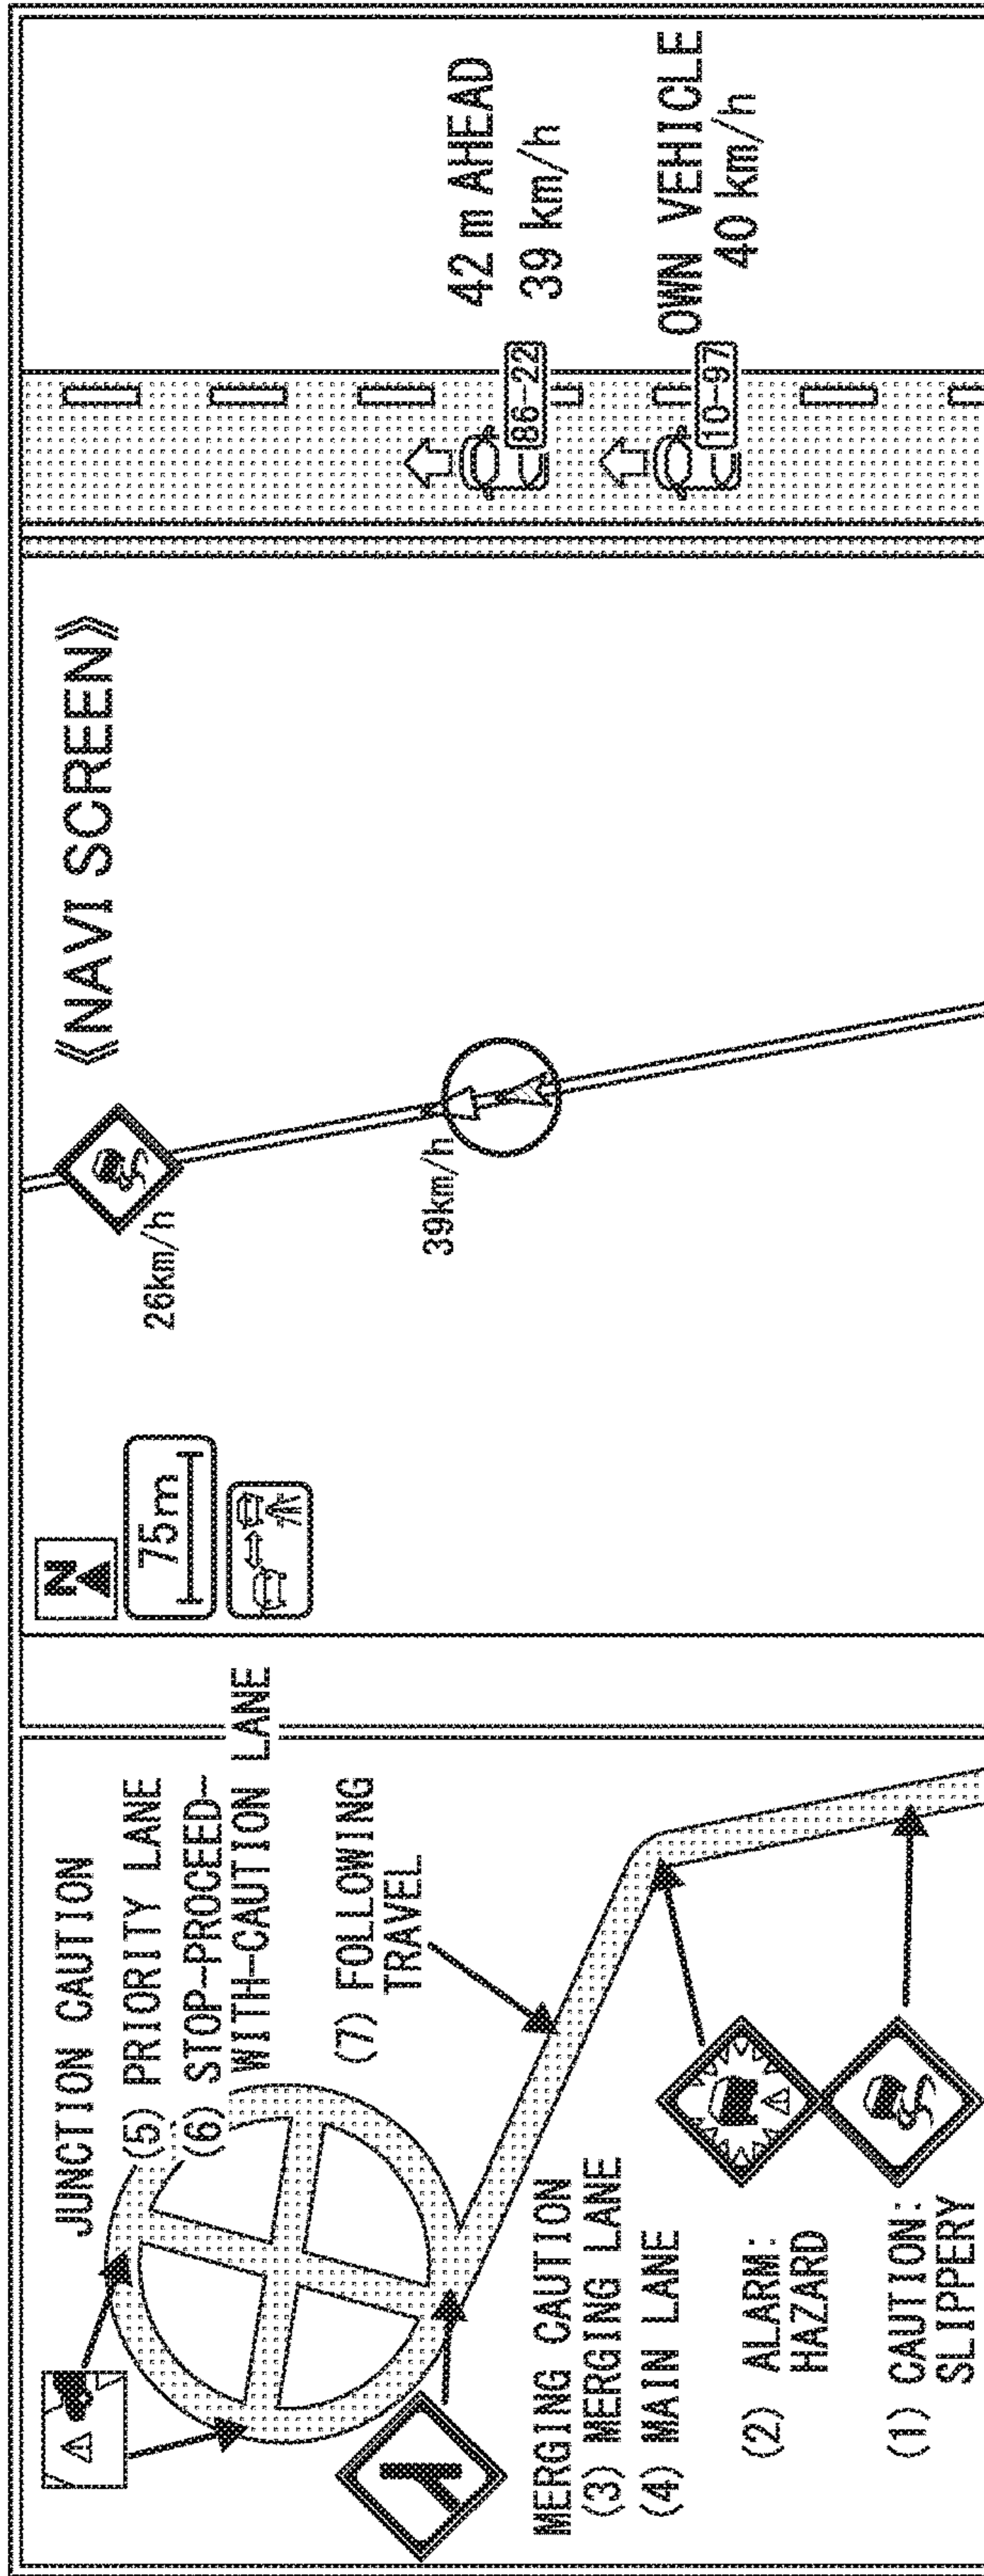 JUNCTION CAUTION
(5) PRIORITY LANE
(6) STOP-PROCEED-
WITH-CAUTION LANE
(7) FOLLOWING
TRAVEL
MERGING CAUTION
(3) MERGING LANE
(4) MAIN LANE
(2) ALARM:
HAZARD
(1) CAUTION:
SLIPPERY
N
75m
《NAVI SCREEN》
26km/h
39km/h
42 m AHEAD
39 km/h
86-22
OWN VEHICLE
40 km/h
10-97